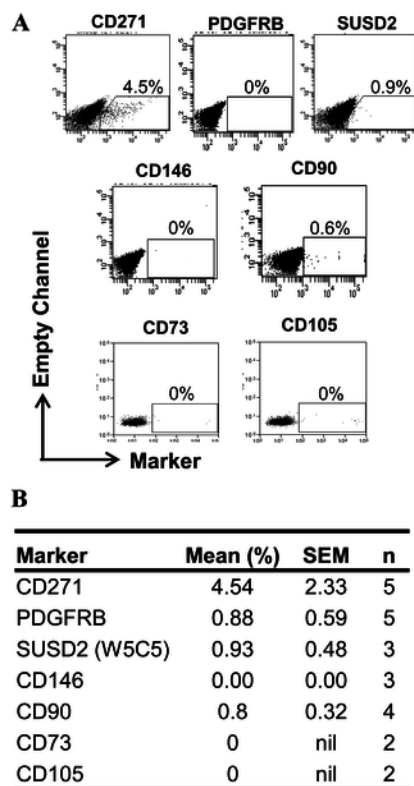 A
CD271 PDGFRB SUSD2
4.5% 0% 0.9%
CD146 CD90
0% 0.6%
CD73 CD105
0% 0%
Empty Channel
Marker
B
Marker Mean (%) SEM n
CD271 4.54 2.33 5
PDGFRB 0.88 0.59 5
SUSD2 (W5C5) 0.93 0.48 3
CD146 0.00 0.00 3
CD90 0.8 0.32 4
CD73 0 nil 2
CD105 0 nil 2